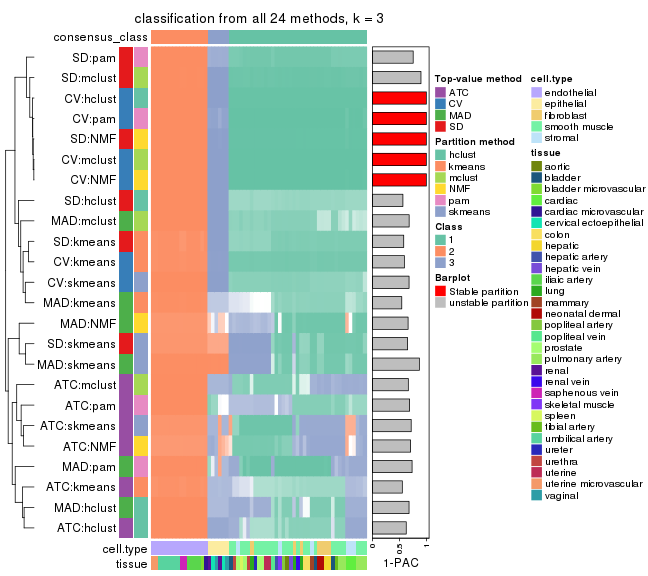 classification from all 24 methods, k = 3
consensus_class
SD:pam
SD:mclust
CV:hclust
CV:pam
SD:NMF
CV:mclust
CV:NMF
SD:hclust
MAD:mclust
SD:kmeans
CV:kmeans
CV:skmeans
MAD:kmeans
MAD:NMF
SD:skmeans
MAD:skmeans
ATC:mclust
ATC:pam
ATC:skmeans
ATC:NMF
MAD:pam
ATC:kmeans
MAD:hclust
ATC:hclust
cell.type
tissue
0
0.5
1
1-PAC
Top-value method
ATC
CV
MAD
SD
Partition method
hclust
kmeans
mclust
NMF
pam
skmeans
Class
1
2
3
Barplot
Stable partition
unstable partition
cell.type
endothelial
epithelial
fibroblast
smooth muscle
stromal
tissue
aortic
bladder
bladder microvascular
cardiac
cardiac microvascular
cervical ectoepithelial
colon
hepatic
hepatic artery
hepatic vein
iliac artery
lung
mammary
neonatal dermal
popliteal artery
popliteal vein
prostate
pulmonary artery
renal
renal vein
saphenous vein
skeletal muscle
spleen
tibial artery
umbilical artery
ureter
urethra
uterine
uterine microvascular
vaginal